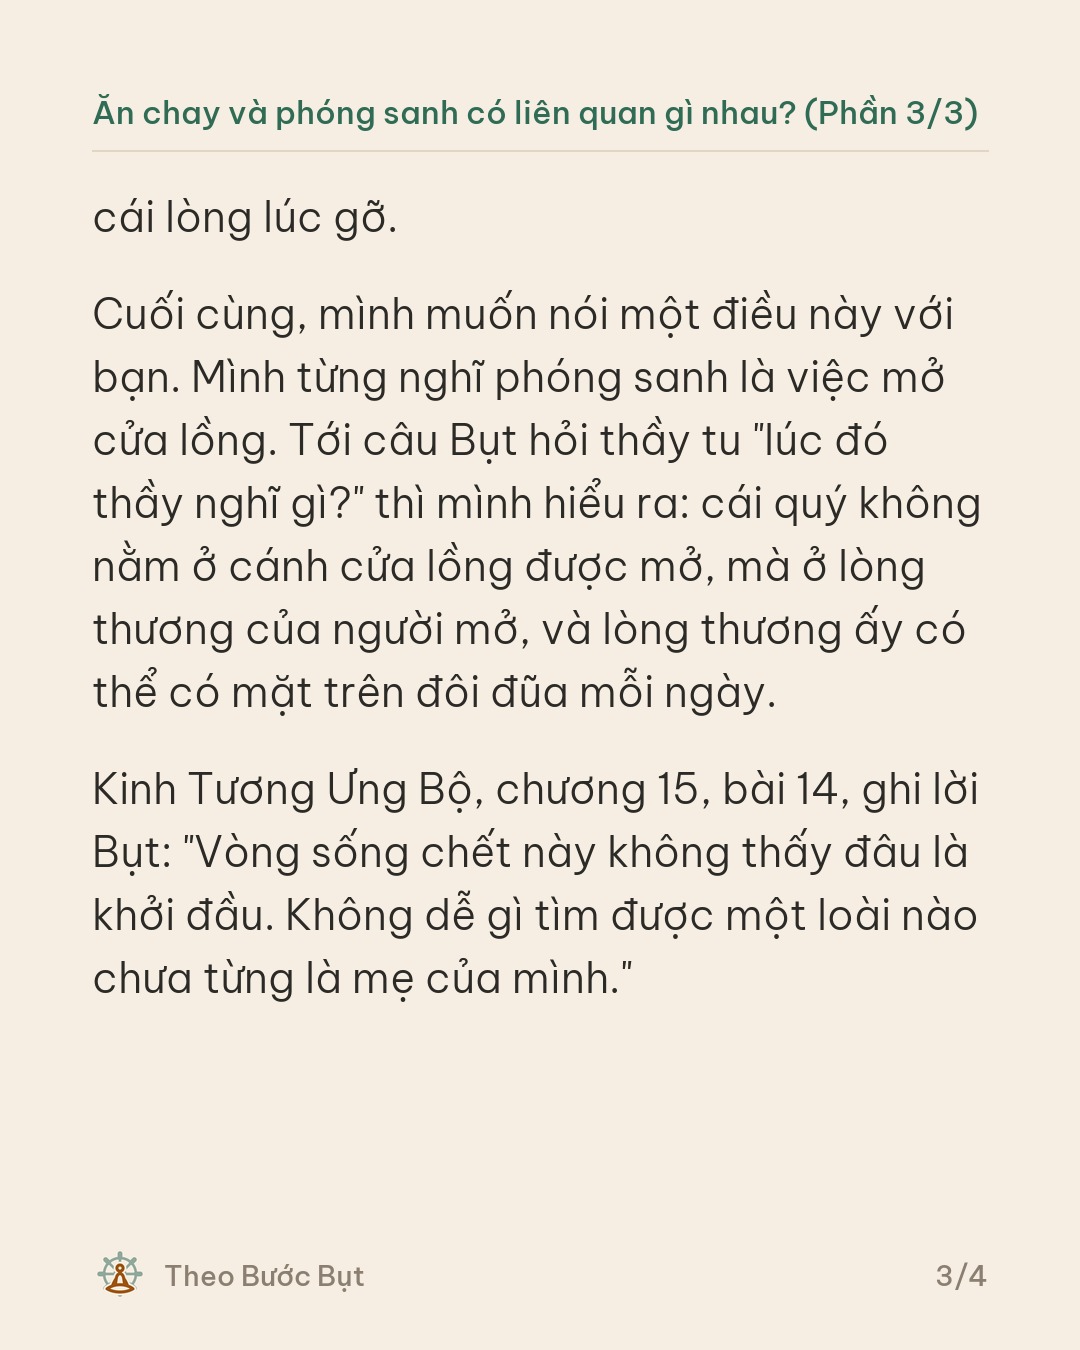 Ăn chay và phóng sanh có liên quan gì nhau? (Phần 3/3)
cái lòng lúc gỡ.
Cuối cùng, mình muốn nói một điều này với
bạn. Mình từng nghĩ phóng sanh là việc mở
cửa lồng. Tới câu Bụt hỏi thầy tu "lúc đó
thầy nghĩ gì?" thì mình hiểu ra: cái quý không
nằm ở cánh cửa lồng được mở, mà ở lòng
thương của người mở, và lòng thương ấy có
thể có mặt trên đôi đũa mỗi ngày.
Kinh Tương Ưng Bộ, chương 15, bài 14, ghi lời
Bụt: "Vòng sống chết này không thấy đâu là
khởi đầu. Không dễ gì tìm được một loài nào
chưa từng là mẹ của mình."
Theo Bước Bụt
3/4